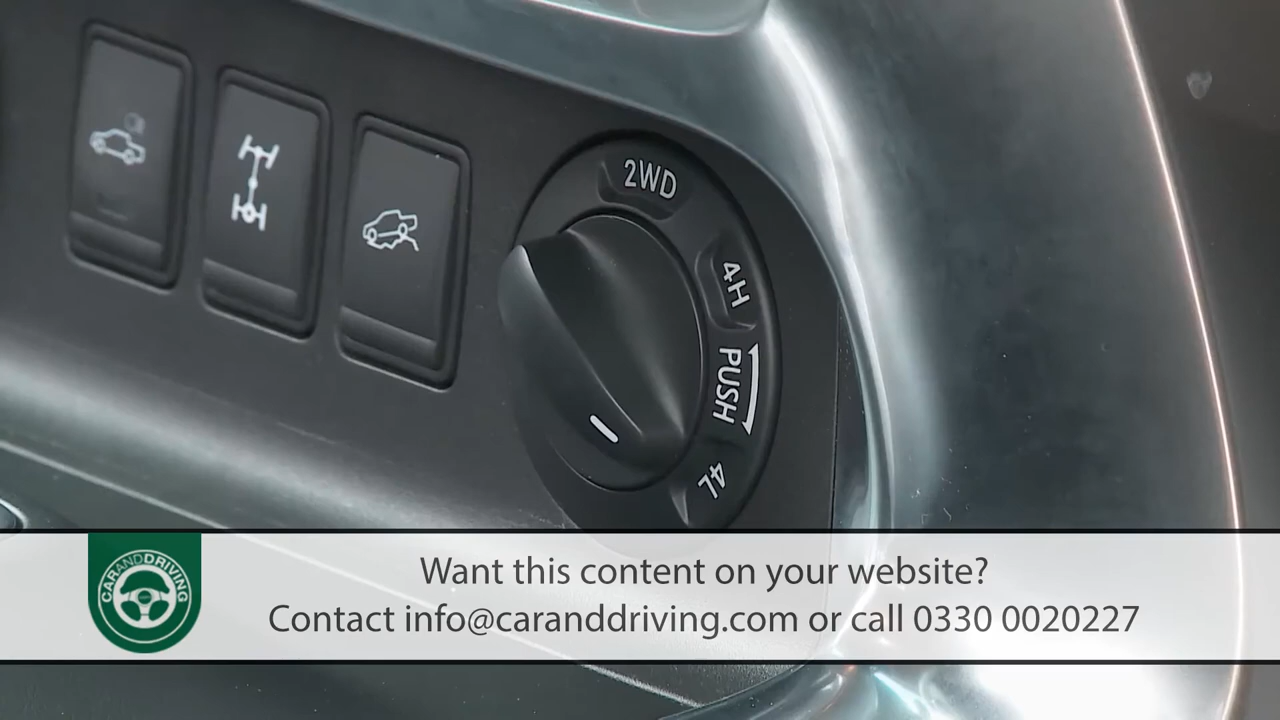 2WD
4H
PUSH
4L
CARANDDRIVING
Want this content on your website?
Contact info@caranddriving.com or call 0330 0020227